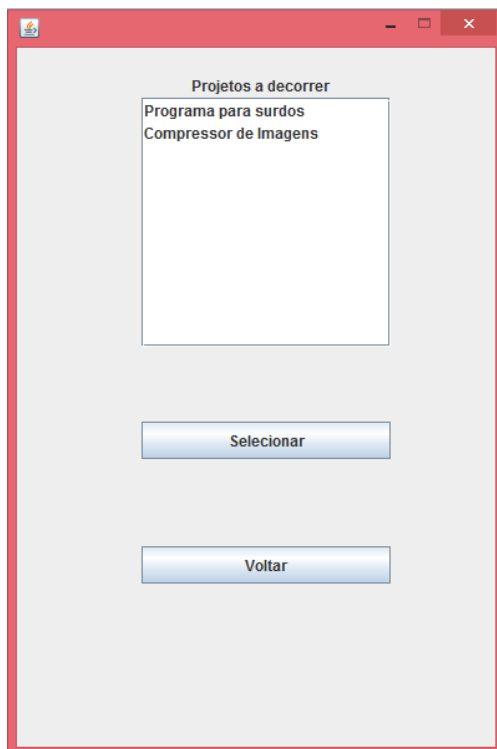 Projetos a decorrer
Programa para surdos
Compressor de Imagens
Selecionar
Voltar